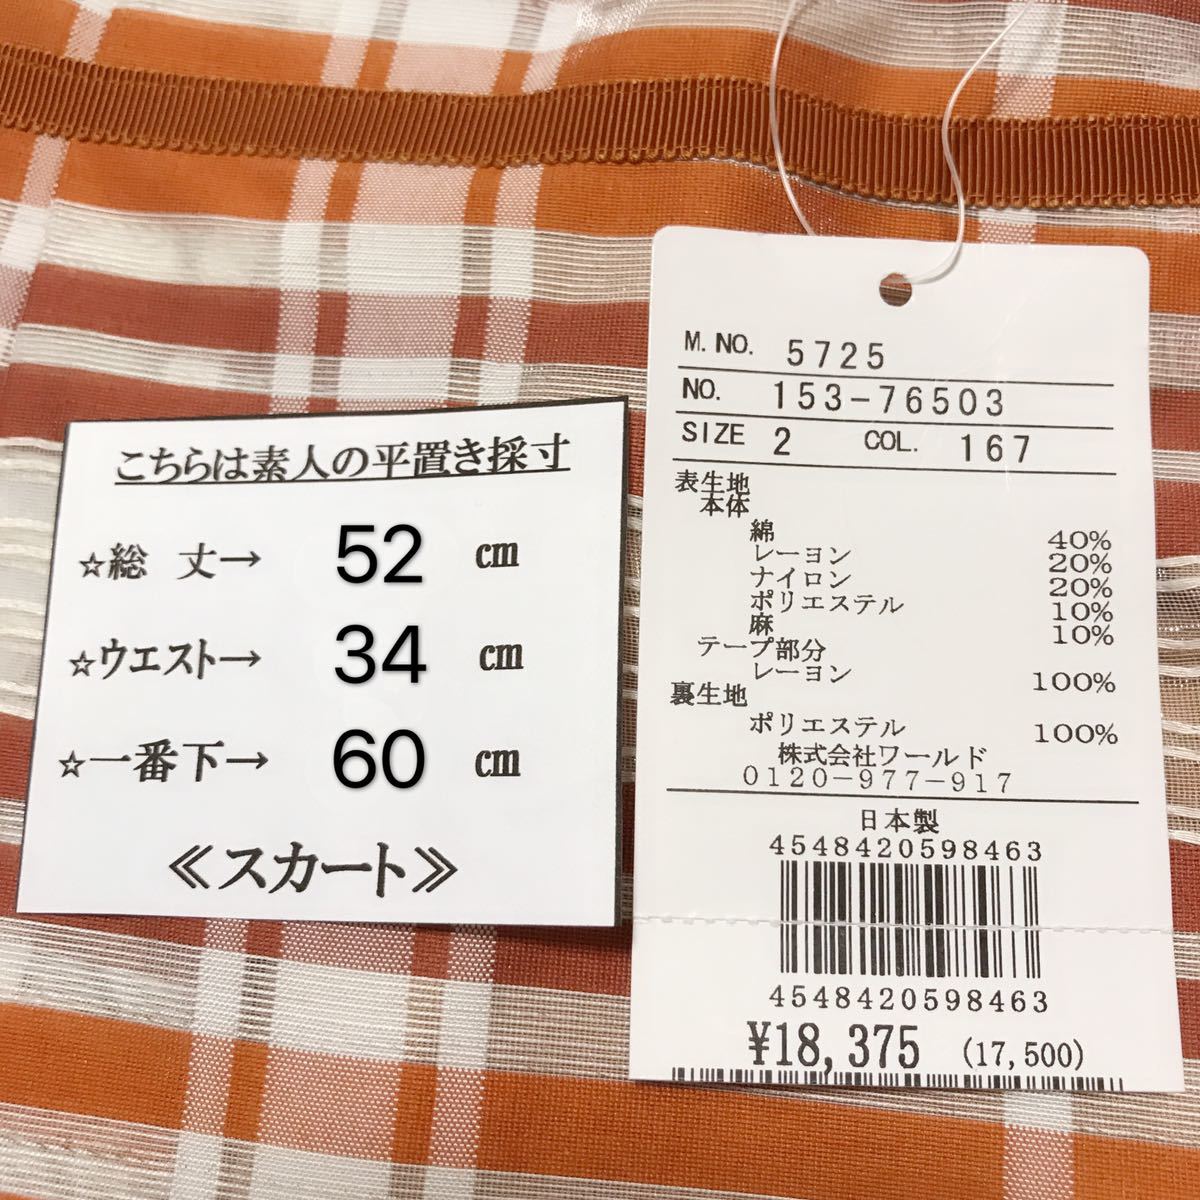 こちらは素人の平置き採寸
☆総 丈→ 52 ㎝
☆ウエスト→ 34 ㎝
☆一番下→ 60 ㎝
≪スカート≫
M. NO. 5725
NO. 153-76503
SIZE 2 COL. 167
表生地
本体
綿 40%
レーヨン 20%
ナイロン 20%
ポリエステル 10%
麻 10%
テープ部分
レーヨン 100%
裏生地
ポリエステル 100%
株式会社ワールド
0120-977-917
日本製
4548420598463
4548420598463
¥18,375 (17,500)